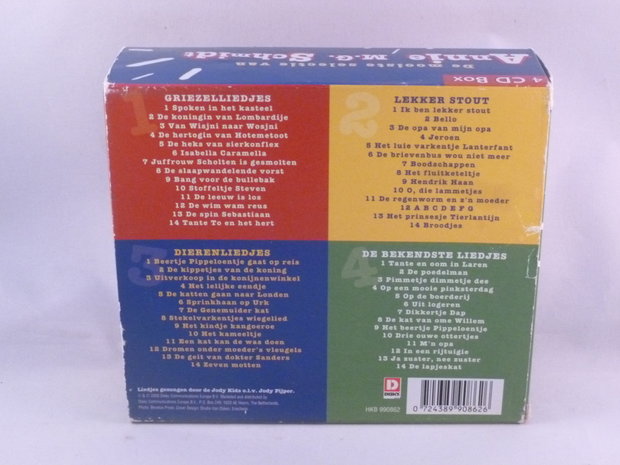 De mooiste selectie van
Annie M.G. Schmidt
4 CD Box
1
GRIEZELLIEDJES
1 Spoken in het kasteel
2 De koningin van Lombardije
3 Van Wisjni naar Wosjni
4 De hertogin van Hotemetoot
5 De heks van sierkonflex
6 Isabella Caramella
7 Juffrouw Scholten is gesmolten
8 De slaapwandelende vorst
9 Bang voor de bullebak
10 Stoffeltje Steven
11 De leeuw is los
12 De wim wam reus
13 De spin Sebastiaan
14 Tante To en het hert
2
LEKKER STOUT
1 Ik ben lekker stout
2 Bello
3 De opa van mijn opa
4 Jeroen
5 Het luie varkentje Lanterfant
6 De brievenbus wou niet meer
7 Boodschappen
8 Het fluitketeltje
9 Hendrik Haan
10 O, die lammetjes
11 De regenworm en z'n moeder
12 A B C D E F G
13 Het prinsesje Tierlantijn
14 Broodjes
3
DIERENLIEDJES
1 Beertje Pippeloentje gaat op reis
2 De kippetjes van de koning
3 Uitverkoop in de konijnenwinkel
4 Het lelijke eendje
5 De katten gaan naar Londen
6 Sprinkhaan op Urk
7 De Genemuider kat
8 Stekelvarkentjes wiegelied
9 Het kindje kangoeroe
10 Het kameeltje
11 Een kat kan de was doen
12 Dromen onder moeder's vleugels
13 De geit van dokter Sanders
14 Zeven motten
4
DE BEKENDSTE LIEDJES
1 Tante en oom in Laren
2 De poedelman
3 Pimmetje dimmetje dee
4 Op een mooie pinksterdag
5 Op de boerderij
6 Uit logeren
7 Dikkertje Dap
8 De kat van ome Willem
9 Het beertje Pippeloentje
10 Drie ouwe ottertjes
11 M'n opa
12 In een rijtuigie
13 Ja zuster, nee zuster
14 De lapjeskat
Liedjes gezongen door de Jody Kids o.l.v. Jody Pijper.
D
HKB 990862
0 724389 908626